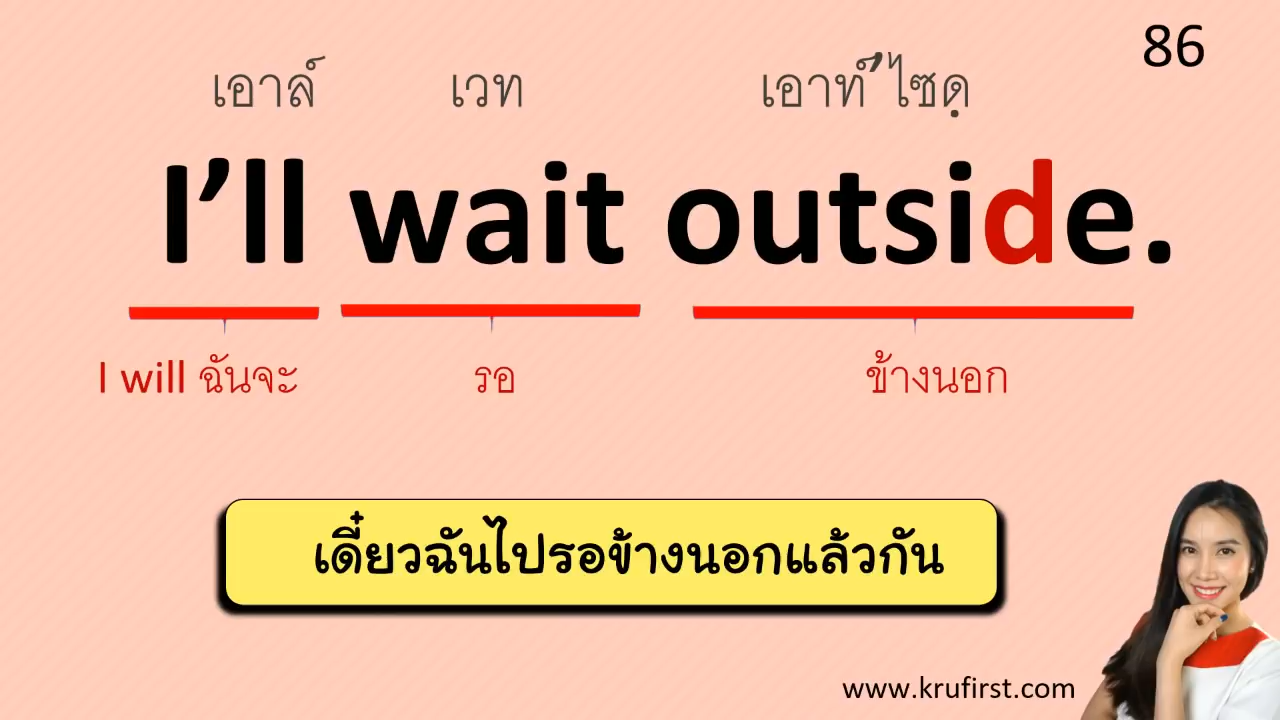 86
เอาล์ เวท เอาท์’ไซดฺ
I’ll wait outside.
I will ฉันจะ รอ ข้างนอก
เดี๋ยวฉันไปรอข้างนอกแล้วกัน
www.krufirst.com